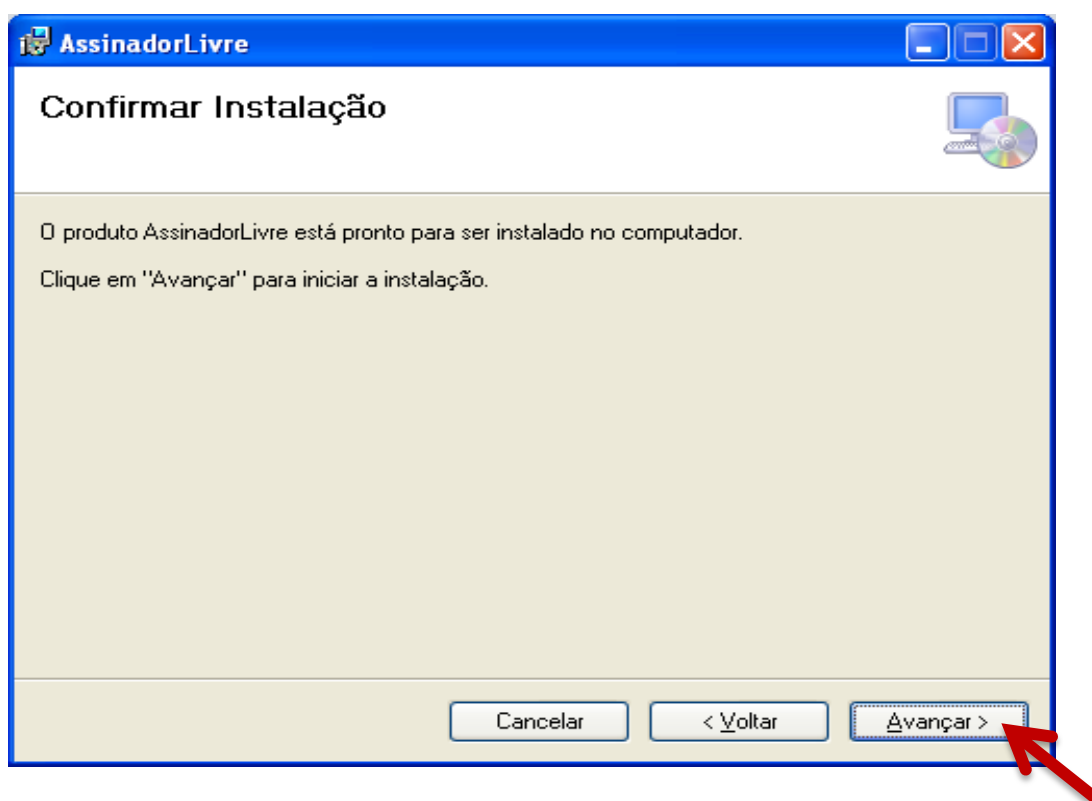 AssinadorLivre
Confirmar Instalação
O produto AssinadorLivre está pronto para ser instalado no computador.
Clique em "Avançar" para iniciar a instalação.
Cancelar
< Voltar
Avançar >